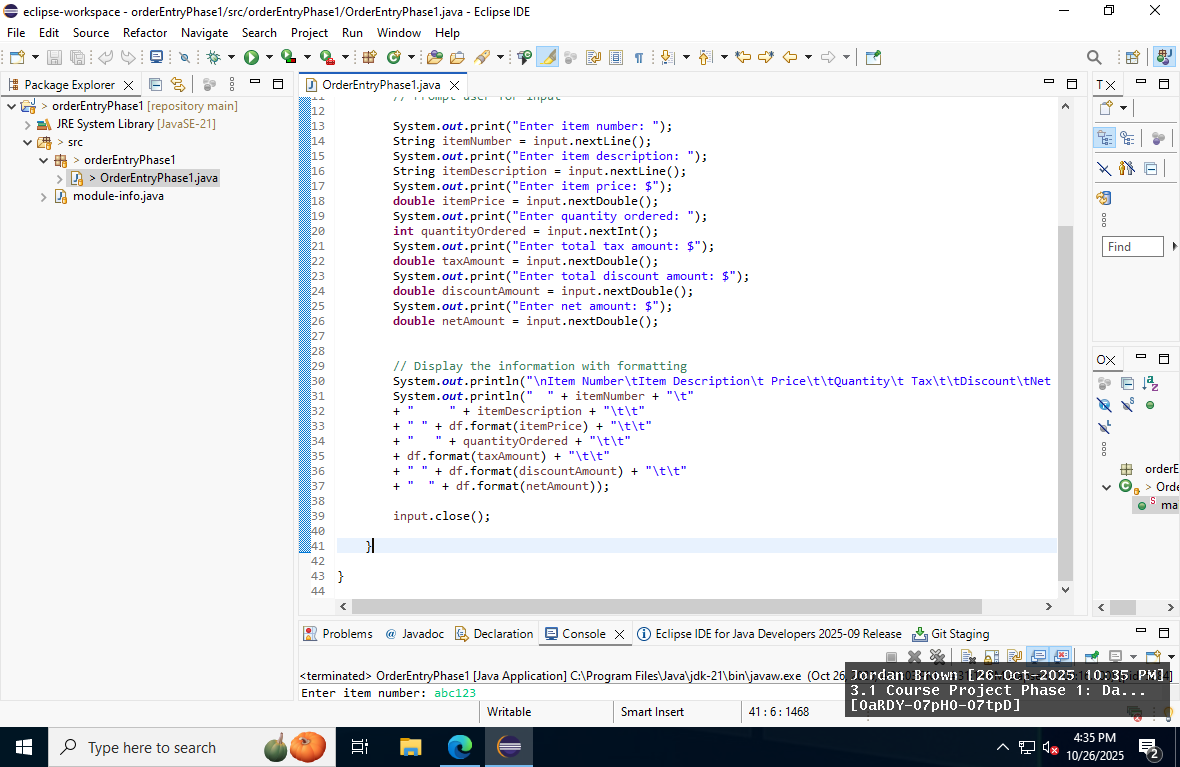 eclipse-workspace - orderEntryPhase1/src/orderEntryPhase1/OrderEntryPhase1.java - Eclipse IDE
File Edit Source Refactor Navigate Search Project Run Window Help
Package Explorer
OrderEntryPhase1.java
> orderEntryPhase1 [repository main]
JRE System Library [JavaSE-21]
> src
> orderEntryPhase1
> OrderEntryPhase1.java
module-info.java
11 // Prompt user for input
12
13 System.out.print("Enter item number: ");
14 String itemNumber = input.nextLine();
15 System.out.print("Enter item description: ");
16 String itemDescription = input.nextLine();
17 System.out.print("Enter item price: $");
18 double itemPrice = input.nextDouble();
19 System.out.print("Enter quantity ordered: ");
20 int quantityOrdered = input.nextInt();
21 System.out.print("Enter total tax amount: $");
22 double taxAmount = input.nextDouble();
23 System.out.print("Enter total discount amount: $");
24 double discountAmount = input.nextDouble();
25 System.out.print("Enter net amount: $");
26 double netAmount = input.nextDouble();
27
28
29 // Display the information with formatting
30 System.out.println("\nItem Number\tItem Description\t Price\t\tQuantity\t Tax\t\tDiscount\tNet
31 System.out.println("  " + itemNumber + "\t"
32 + "     " + itemDescription + "\t\t"
33 + " " + df.format(itemPrice) + "\t\t"
34 + "   " + quantityOrdered + "\t\t"
35 + df.format(taxAmount) + "\t\t"
36 + " " + df.format(discountAmount) + "\t\t"
37 + "  " + df.format(netAmount));
38
39 input.close();
40
41 }
42
43 }
44
T
Find
O
orderE
> Orde
ma
Problems Javadoc Declaration Console Eclipse IDE for Java Developers 2025-09 Release Git Staging
<terminated> OrderEntryPhase1 [Java Application] C:\Program Files\Java\jdk-21\bin\javaw.exe (Oct 26,
Enter item number: abc123
Jordan Brown [26-Oct-2025 10:35 PM]
3.1 Course Project Phase 1: Da...
[OaRDY-O7pHO-O7tpD]
Writable Smart Insert 41 : 6 : 1468
Type here to search
4:35 PM
10/26/2025
2